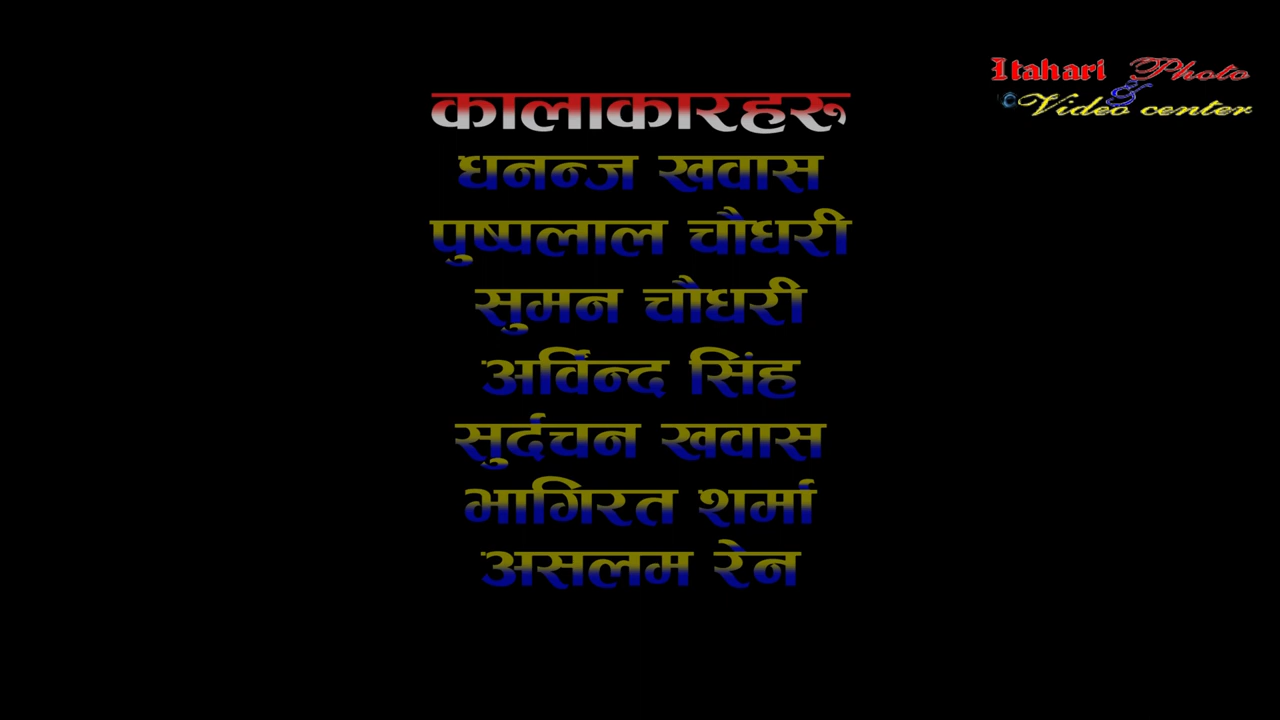 कालाकारहरू
धनन्ज खवास
पुष्पलाल चौधरी
सुमन चौधरी
अर्विन्द सिंह
सुर्दचन खवास
भागिरत शर्मा
असलम रेन
Itahari Photo
&
©Video center